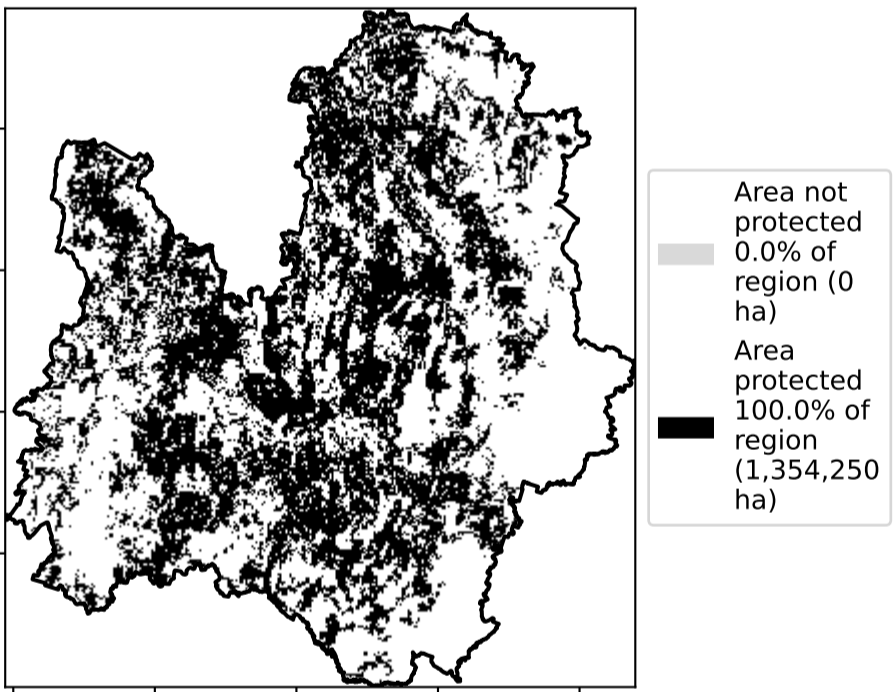 Area not
protected
0.0% of
region (0
ha)
Area
protected
100.0% of
region
(1,354,250
ha)